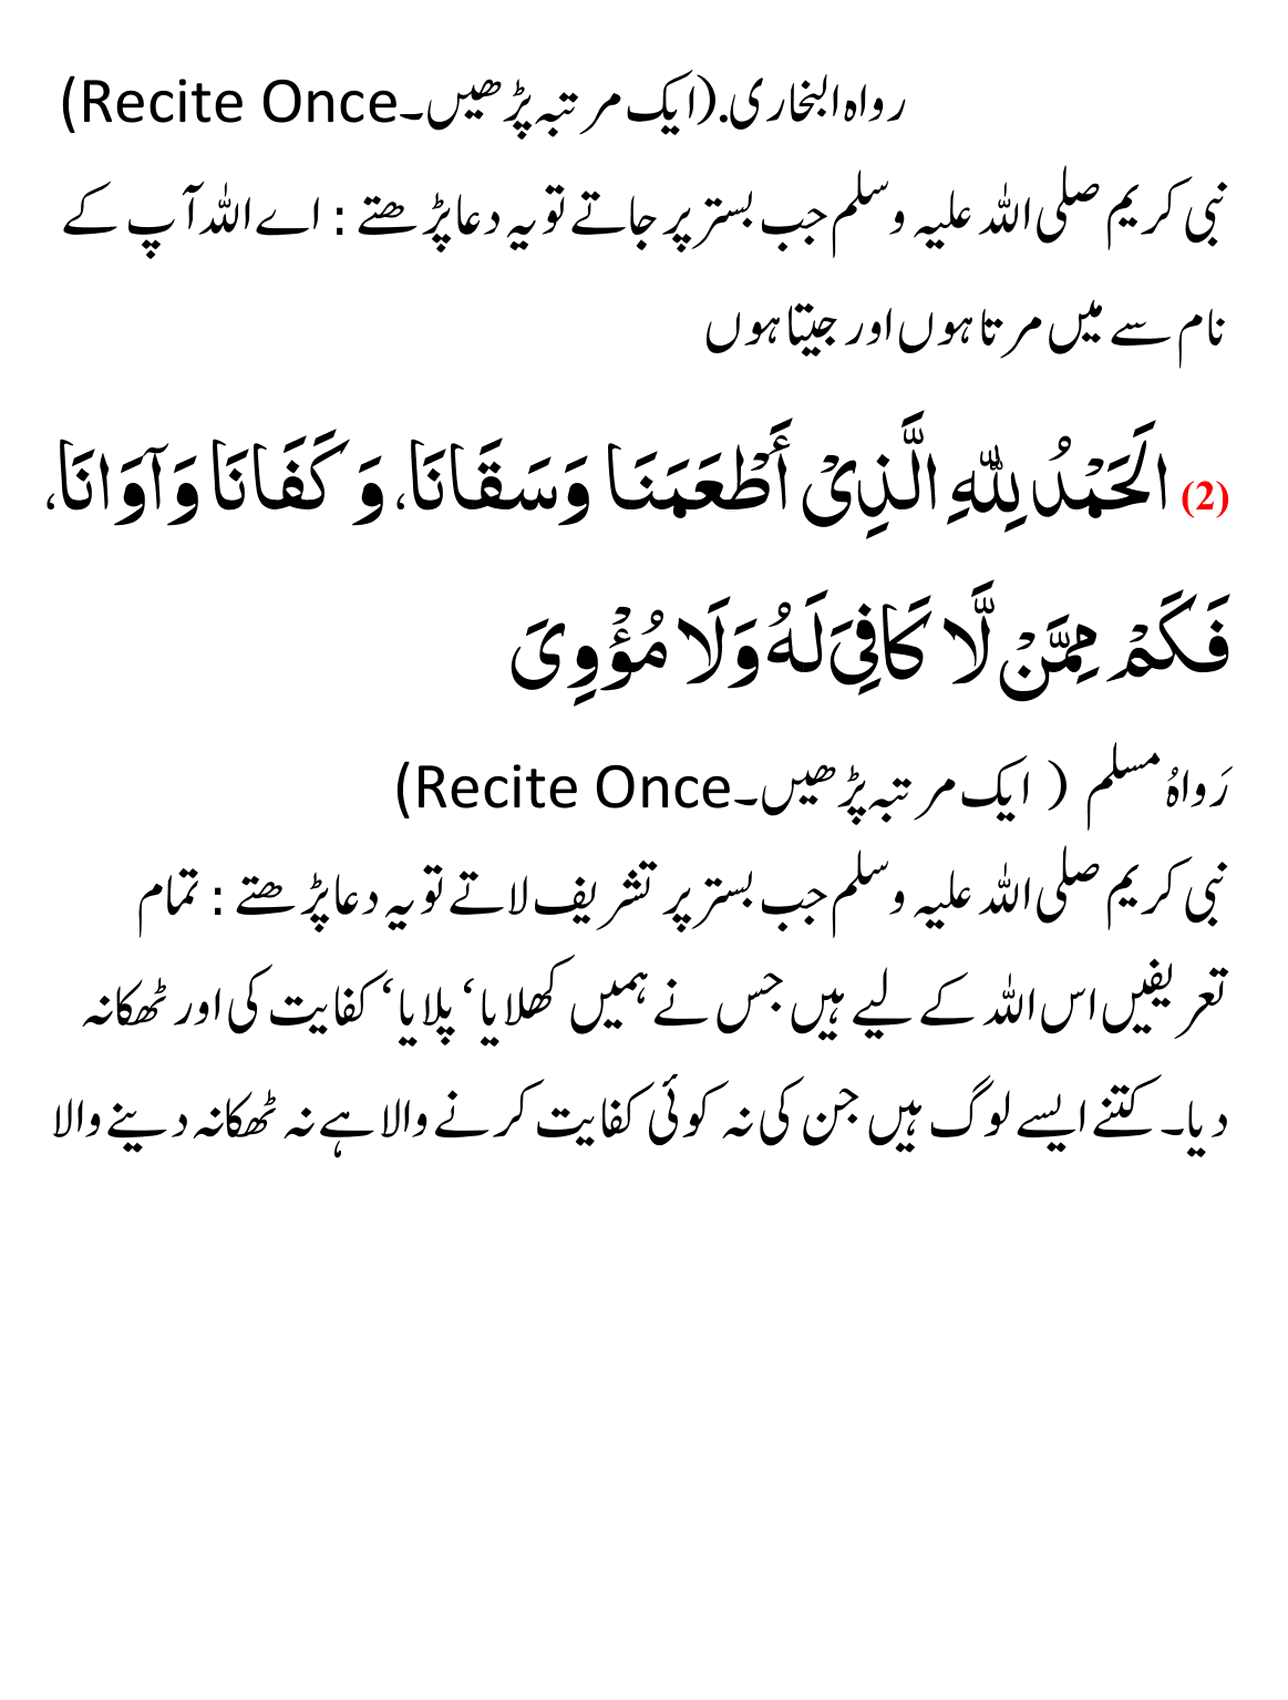 رواہ البخاری.(ایک مرتبہ پڑھیں۔Recite Once)
نبی کریم صلی اللہ علیہ وسلم جب بستر پر جاتے تو یہ دعا پڑھتے : اے اللہ آپ کے
نام سے میں مرتا ہوں اور جیتا ہوں
(2) الَحَمْدُ لِلّٰهِ الَّذِیْ أَطْعَمَنَا وَسَقَانَا، وَ كَفَانَا وَآوَانَا،
فَكَمْ مِمَّنْ لَّا كَافِیَ لَهُ وَلَا مُؤْوِیَ
رَواہُ مسلم ( ایک مرتبہ پڑھیں۔Recite Once)
نبی کریم صلی اللہ علیہ وسلم جب بستر پر تشریف لاتے تو یہ دعا پڑھتے : تمام
تعریفیں اس اللہ کے لیے ہیں جس نے ہمیں کھلایا‘ پلایا‘ کفایت کی اور ٹھکانہ
دیا۔ کتنے ایسے لوگ ہیں جن کی نہ کوئی کفایت کرنے والا ہے نہ ٹھکانہ دینے والا